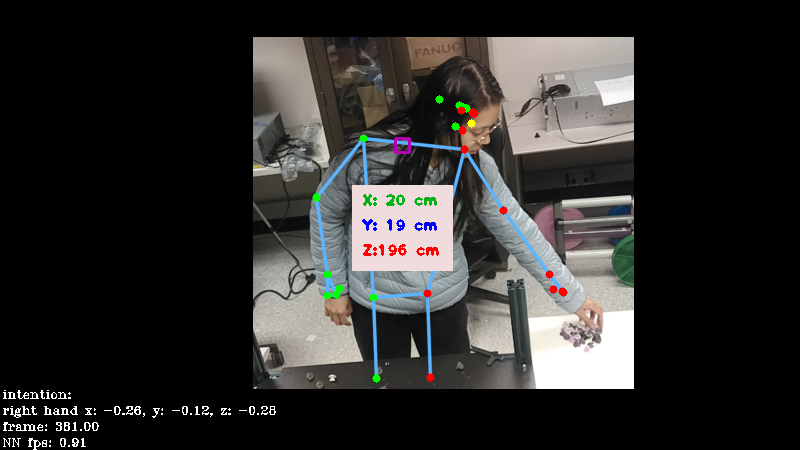 FANUC
X: 20 cm
Y: 19 cm
Z:196 cm
intention:
right hand x: -0.26, y: -0.12, z: -0.28
frame: 381.00
NN fps: 0.91